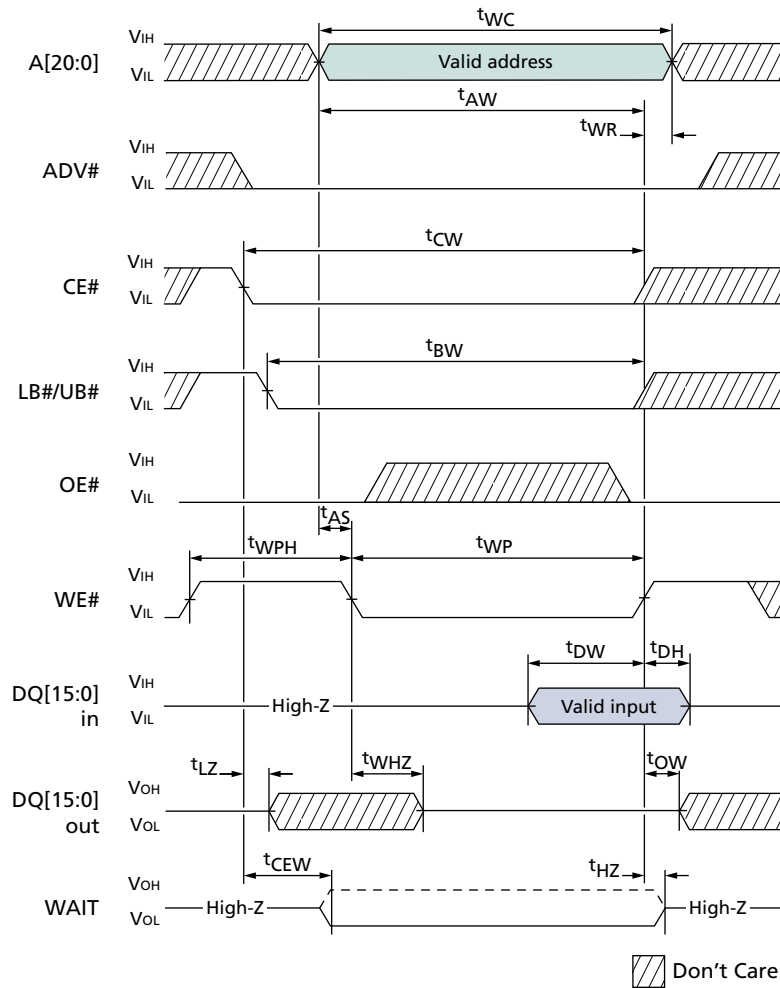 tWC
VIH
A[20:0]
Valid address
VIL
tAW
tWR
VIH
ADV#
VIL
tCW
VIH
CE#
VIL
tBW
VIH
LB#/UB#
VIL
VIH
OE#
VIL
tAS
tWPH
tWP
VIH
WE#
VIL
tDW
tDH
VIH
DQ[15:0]
in
High-Z
Valid input
VIL
tLZ
tWHZ
tOW
VOH
DQ[15:0]
out
VOL
tCEW
tHZ
VOH
WAIT
High-Z
High-Z
VOL
Don't Care